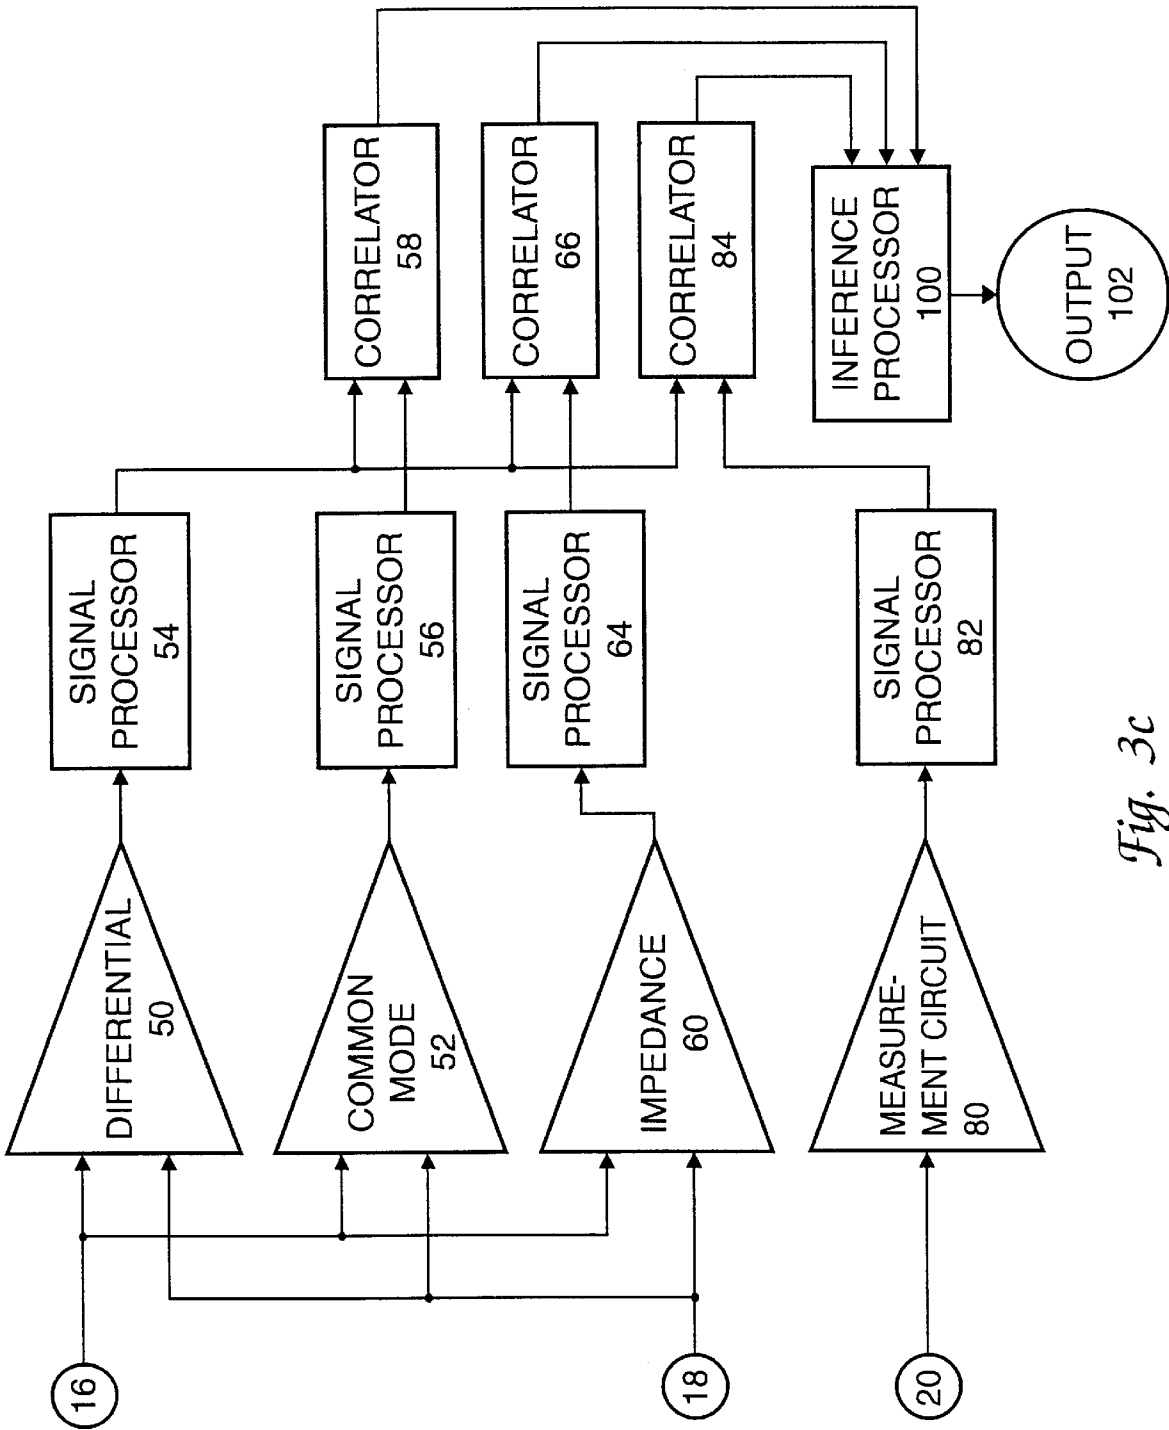 16
18
20
DIFFERENTIAL
50
COMMON
MODE
52
IMPEDANCE
60
MEASURE-
MENT CIRCUIT
80
SIGNAL
PROCESSOR
54
SIGNAL
PROCESSOR
56
SIGNAL
PROCESSOR
64
SIGNAL
PROCESSOR
82
CORRELATOR
58
CORRELATOR
66
CORRELATOR
84
INFERENCE
PROCESSOR
100
OUTPUT
102
Fig. 3c